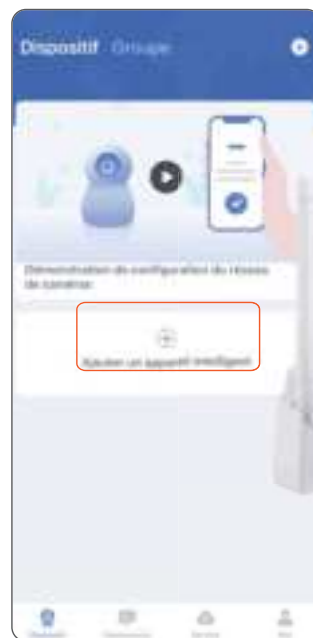 Dispositif Groupe
Démonstration de configuration du réseau
de caméras
Ajouter un appareil intelligent